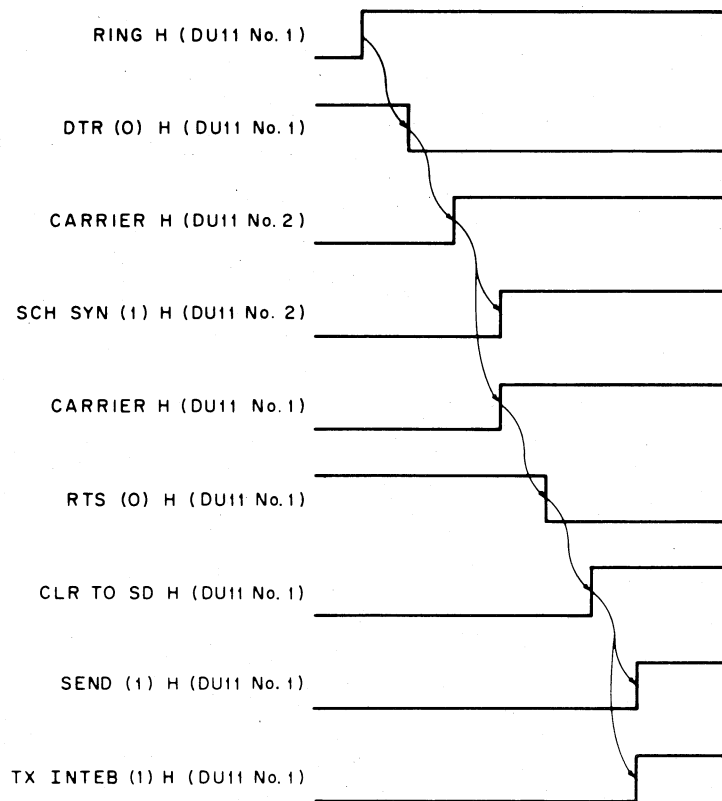 RING H (DU11 No. 1)
DTR (0) H (DU11 No. 1)
CARRIER H (DU11 No. 2)
SCH SYN (1) H (DU11 No. 2)
CARRIER H (DU11 No. 1)
RTS (0) H (DU11 No. 1)
CLR TO SD H (DU11 No. 1)
SEND (1) H (DU11 No. 1)
TX INTEB (1) H (DU11 No. 1)